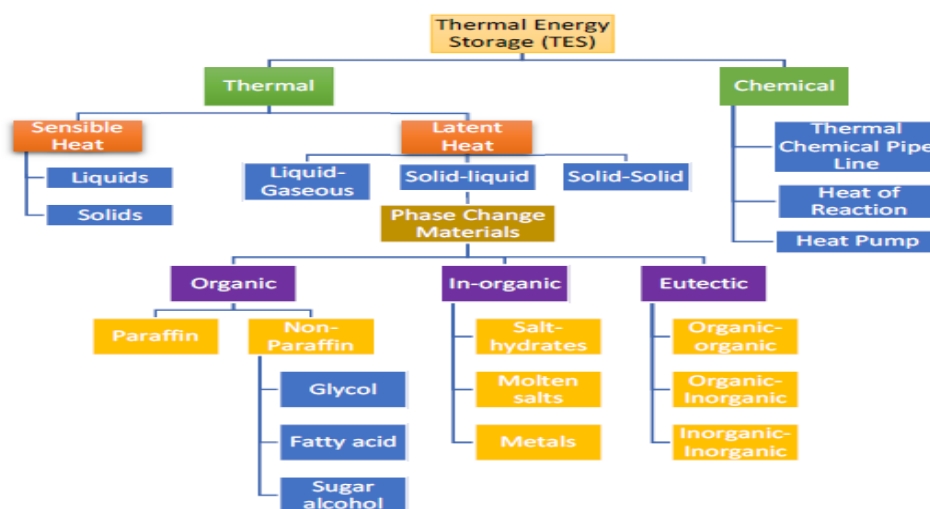 Thermal Energy
Storage (TES)
Thermal
Chemical
Sensible
Heat
Latent
Heat
Thermal
Chemical Pipe
Line
Liquids
Solids
Liquid-
Gaseous
Solid-liquid
Solid-Solid
Heat of
Reaction
Heat Pump
Phase Change
Materials
Organic
In-organic
Eutectic
Paraffin
Non-
Paraffin
Salt-
hydrates
Organic-
organic
Glycol
Molten
salts
Organic-
Inorganic
Fatty acid
Metals
Inorganic-
Inorganic
Sugar
alcohol